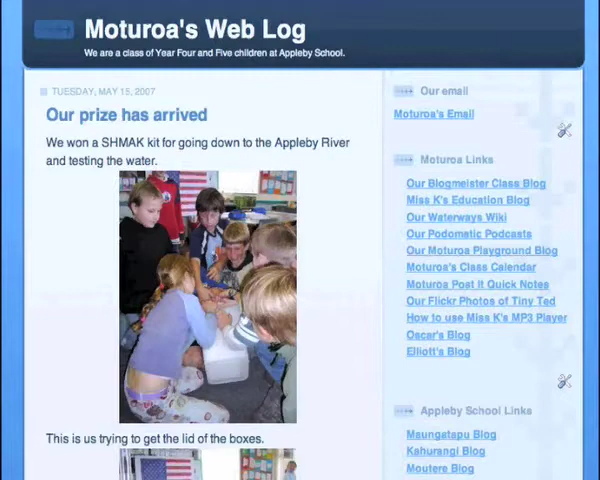 Moturoa's Web Log
We are a class of Year Four and Five children at Appleby School.
TUESDAY, MAY 15, 2007
Our prize has arrived
We won a SHMAK kit for going down to the Appleby River
and testing the water.
This is us trying to get the lid of the boxes.
Our email
Moturoa's Email
Moturoa Links
Our Blogmeister Class Blog
Miss K's Education Blog
Our Waterways Wiki
Our Podomatic Podcasts
Our Moturoa Playground Blog
Moturoa's Class Calendar
Moturoa Post It Quick Notes
Our Flickr Photos of Tiny Ted
How to use Miss K's MP3 Player
Oscar's Blog
Elliott's Blog
Appleby School Links
Maungatapu Blog
Kahurangi Blog
Moutere Blog